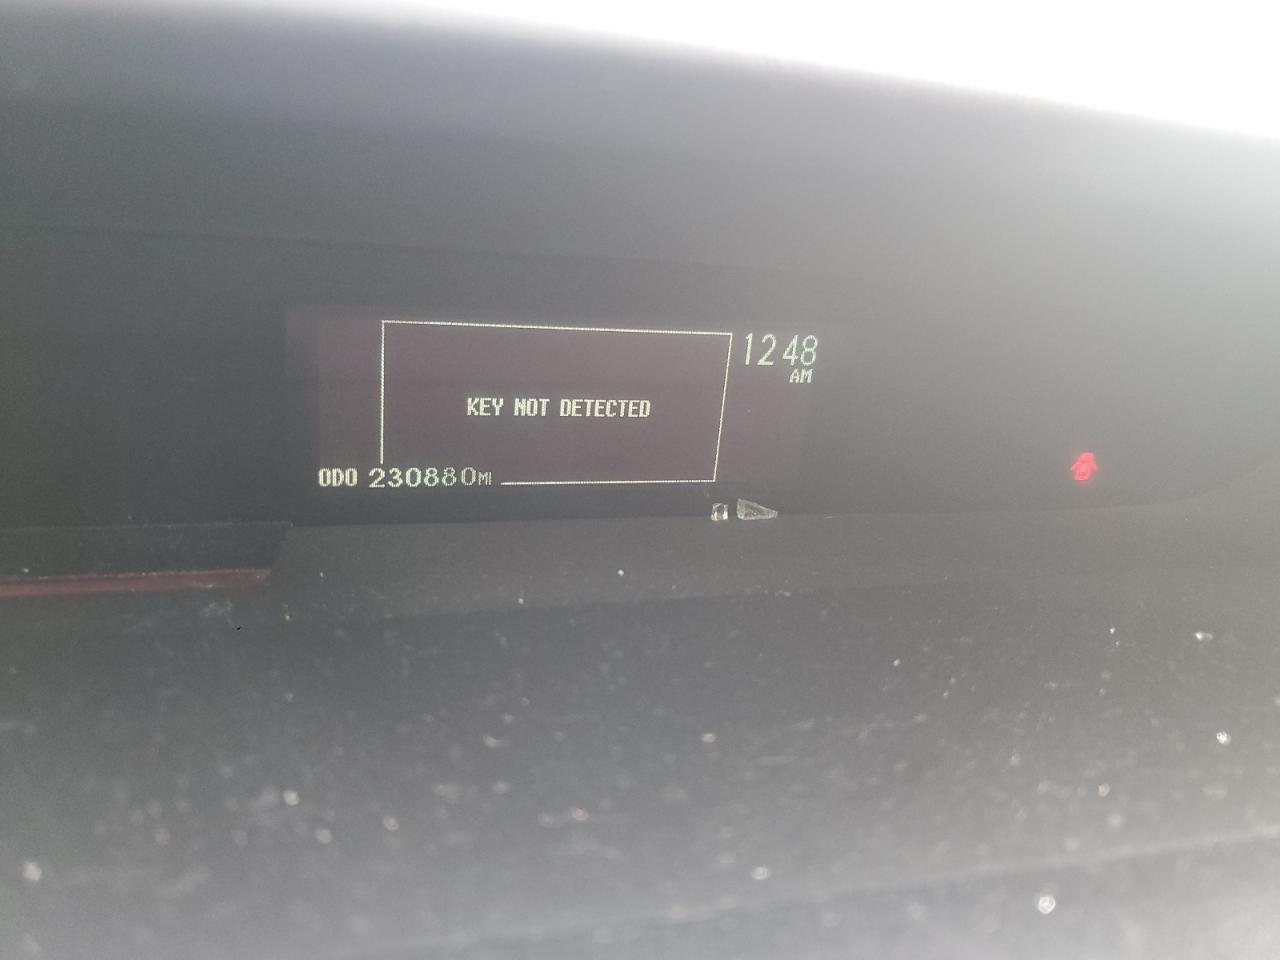 12 48
AM
KEY NOT DETECTED
ODO 230880 MI